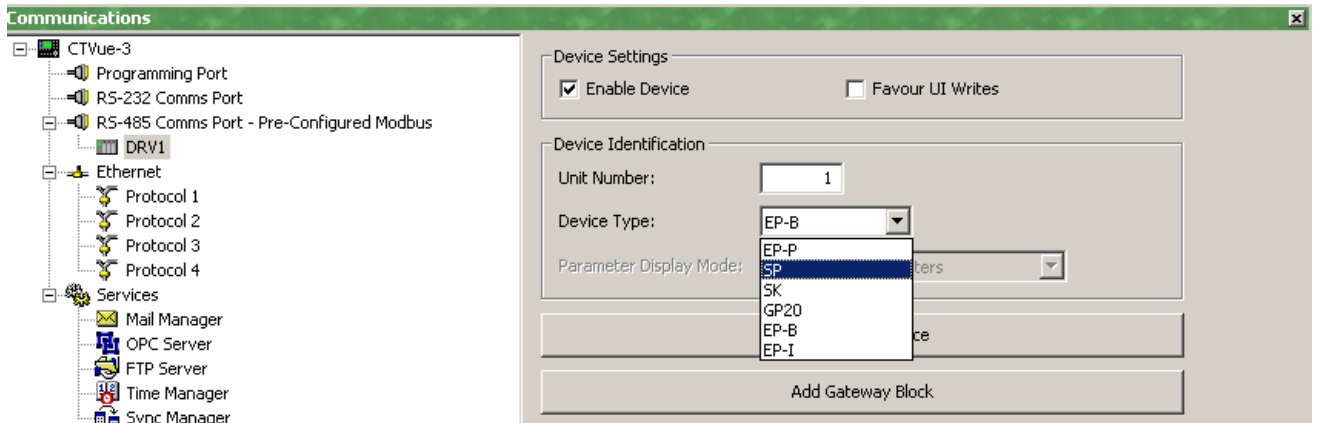 Communications
CTVue-3
Programming Port
RS-232 Comms Port
RS-485 Comms Port - Pre-Configured Modbus
DRV1
Ethernet
Protocol 1
Protocol 2
Protocol 3
Protocol 4
Services
Mail Manager
OPC Server
FTP Server
Time Manager
Sync Manager
Device Settings
Enable Device
Favour UI Writes
Device Identification
Unit Number: 1
Device Type: EP-B
Parameter Display Mode:
EP-P
SP
SK
GP20
EP-B
EP-I
Add Gateway Block